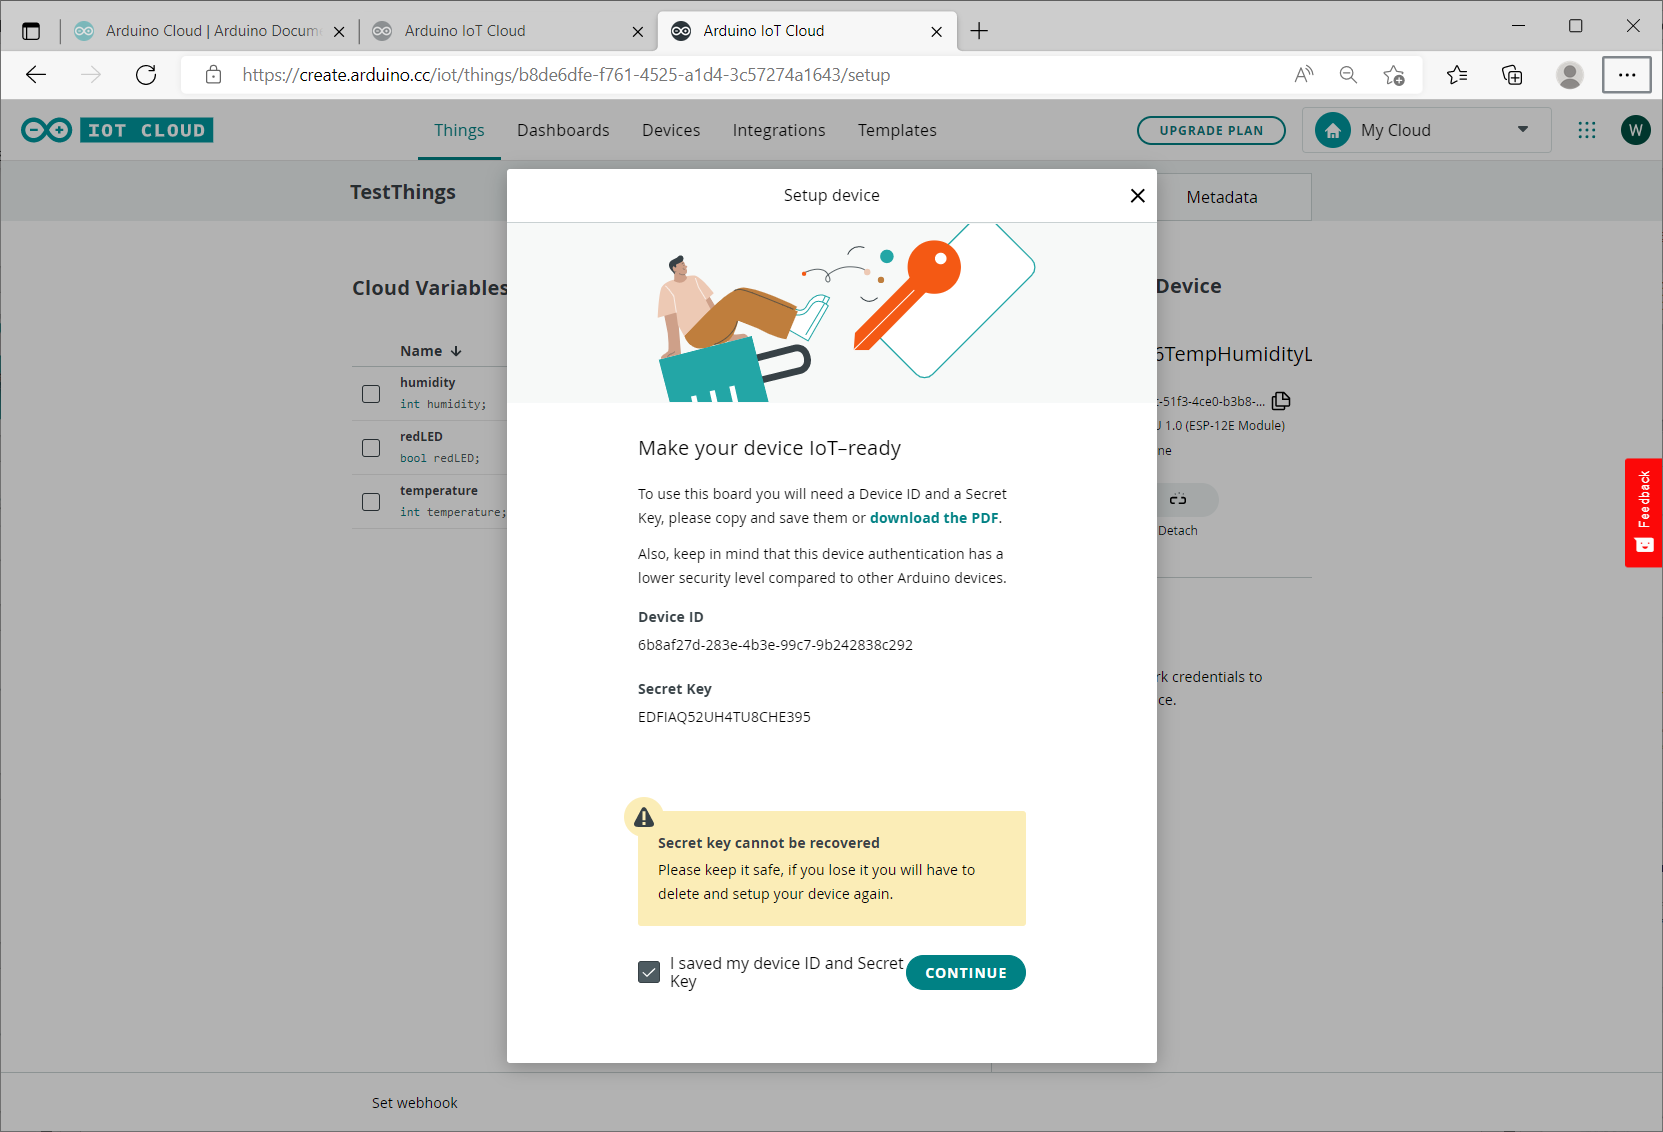 Arduino Cloud | Arduino Docum
Arduino IoT Cloud
Arduino IoT Cloud
https://create.arduino.cc/iot/things/b8de6dfe-f761-4525-a1d4-3c57274a1643/setup
IOT CLOUD
Things
Dashboards
Devices
Integrations
Templates
UPGRADE PLAN
My Cloud
W
TestThings
Metadata
Setup device
Cloud Variables
Name
humidity
int humidity;
redLED
bool redLED;
temperature
int temperature;
Make your device IoT–ready
To use this board you will need a Device ID and a Secret
Key, please copy and save them or download the PDF.
Also, keep in mind that this device authentication has a
lower security level compared to other Arduino devices.
Device ID
6b8af27d-283e-4b3e-99c7-9b242838c292
Secret Key
EDFIAQ52UH4TU8CHE395
Secret key cannot be recovered
Please keep it safe, if you lose it you will have to
delete and setup your device again.
I saved my device ID and Secret
Key
CONTINUE
Device
6TempHumidityL
-51f3-4ce0-b3b8-...
J 1.0 (ESP-12E Module)
ne
Detach
rk credentials to
ce.
Feedback
Set webhook